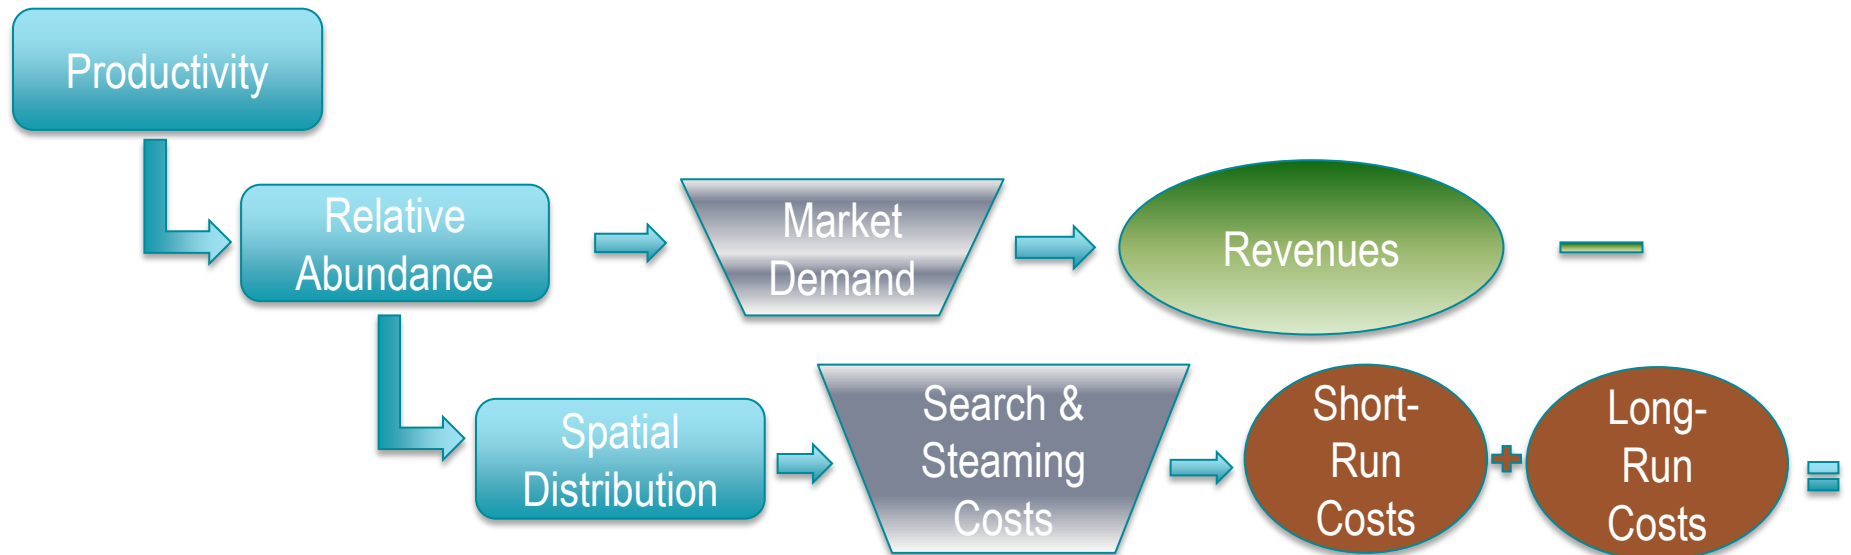 Productivity
Relative
Abundance
Market
Demand
Revenues
Spatial
Distribution
Search &
Steaming
Costs
Short-
Run
Costs
Long-
Run
Costs